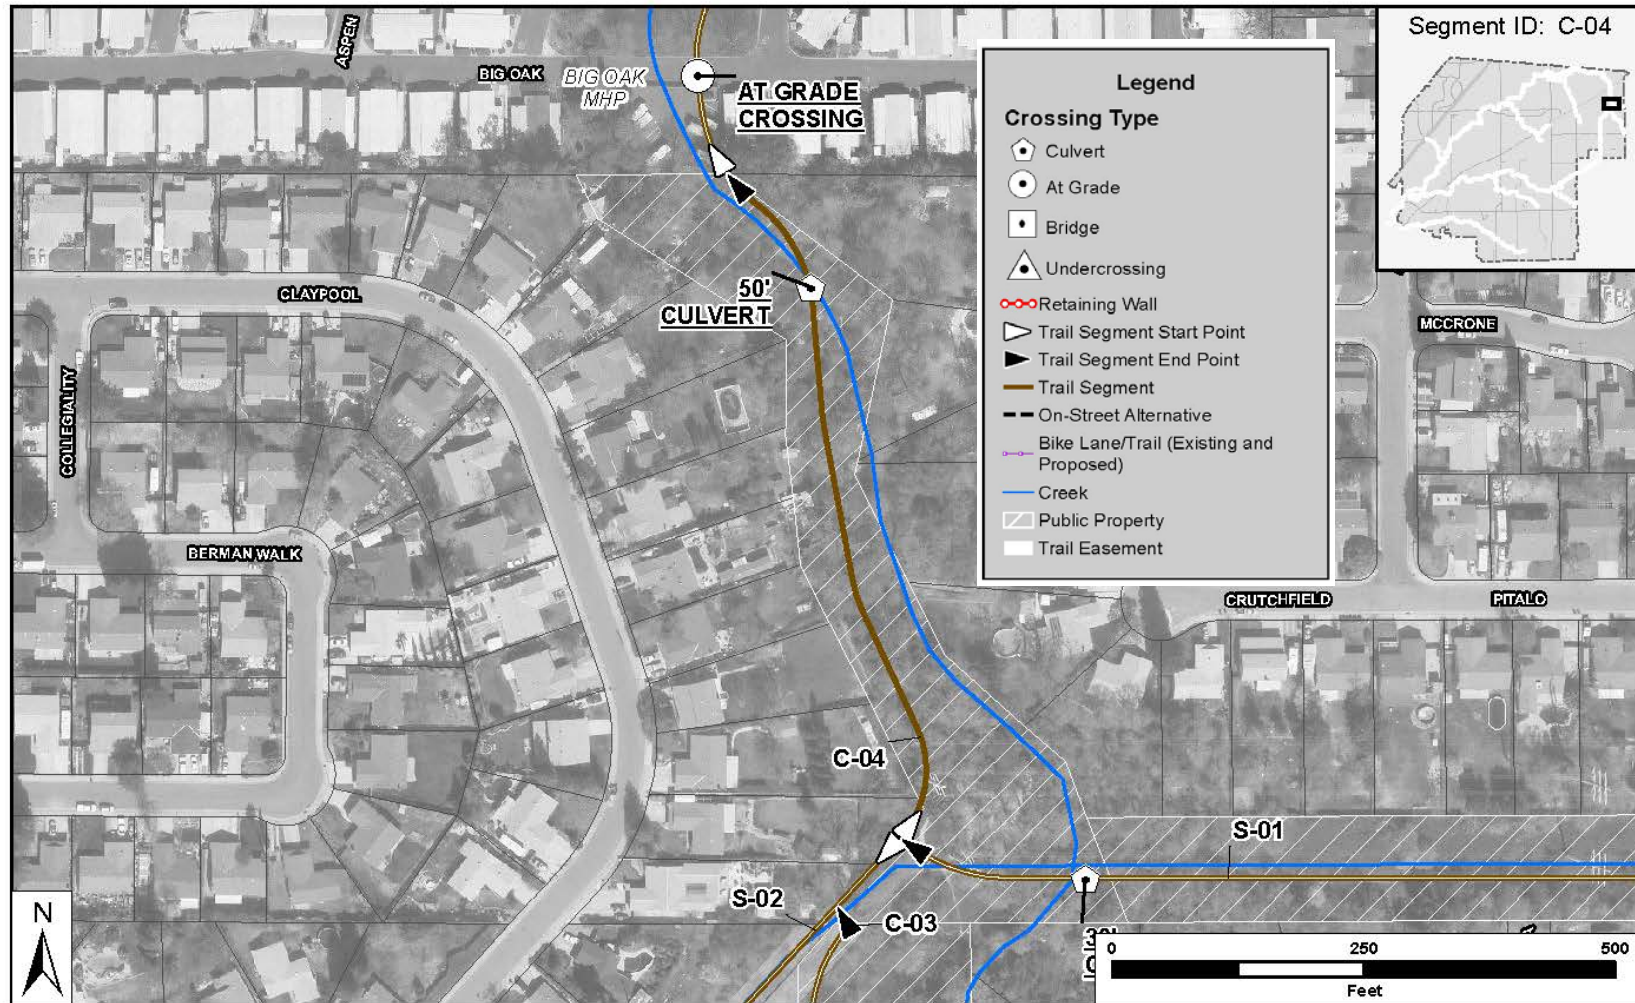 Segment ID: C-04
ASPEN
BIG OAK
BIG OAK
MHP
AT GRADE
CROSSING
Legend
Crossing Type
Culvert
At Grade
Bridge
Undercrossing
Retaining Wall
Trail Segment Start Point
Trail Segment End Point
Trail Segment
On-Street Alternative
Bike Lane/Trail (Existing and
Proposed)
Creek
Public Property
Trail Easement
CLAYPOOL
50'
CULVERT
MCCRONE
COLLEGIALITY
BERMAN WALK
CRUTCHFIELD
PITALO
C-04
S-01
S-02
C-03
N
0
250
500
Feet